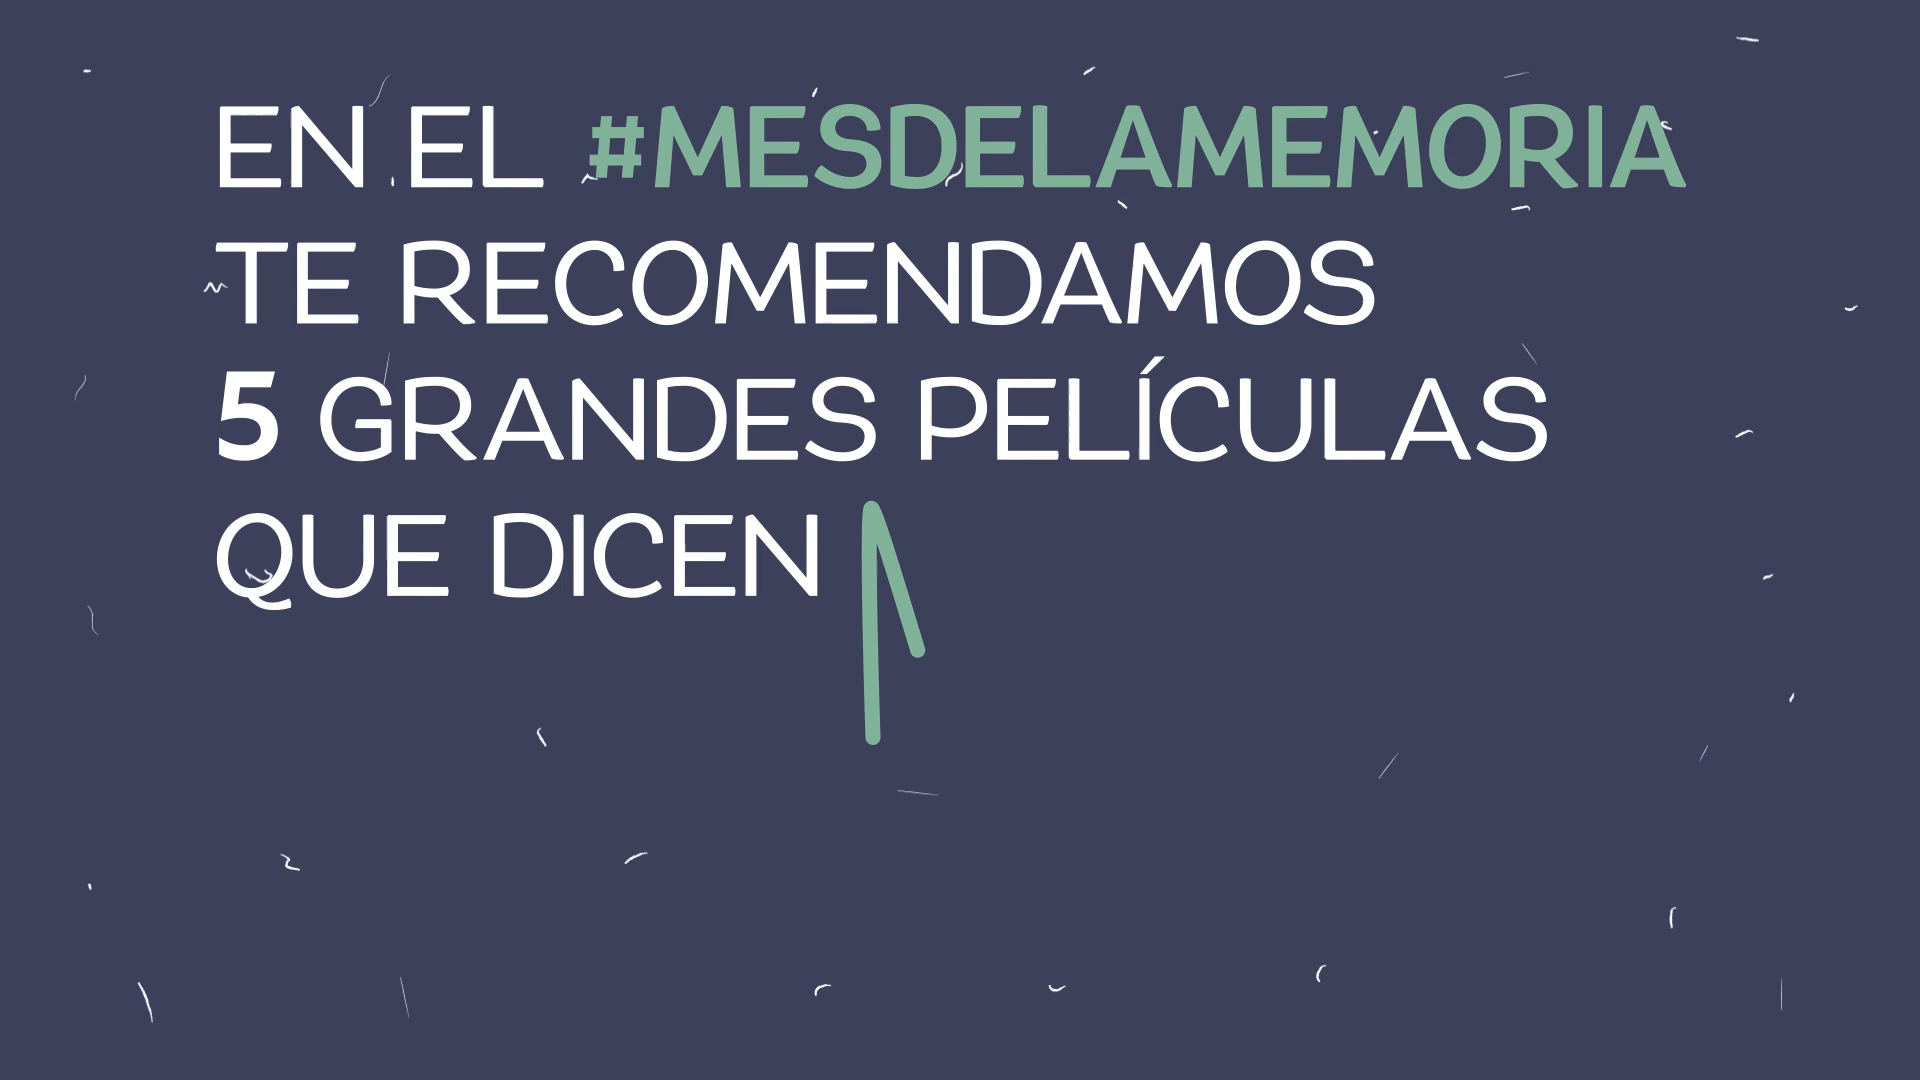 EN EL #MESDELAMEMORIA
TE RECOMENDAMOS
5 GRANDES PELÍCULAS
QUE DICEN